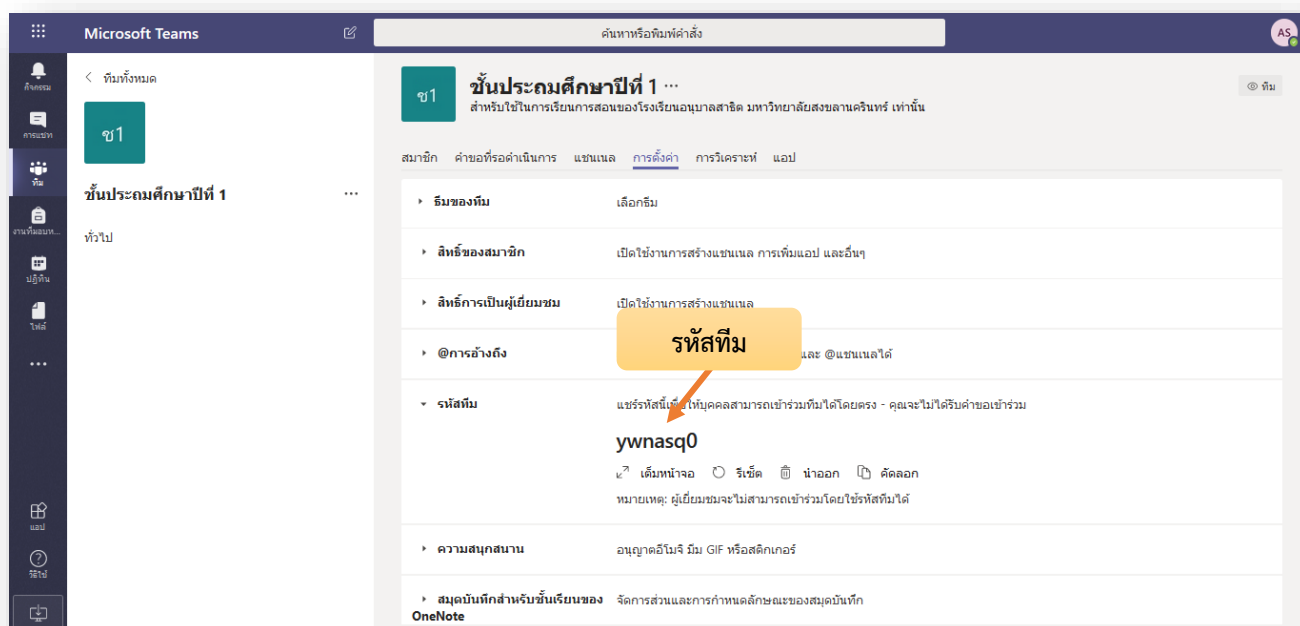 Microsoft Teams
ค้นหาหรือพิมพ์คำสั่ง
AS
กิจกรรม
การแชท
ทีม
งานที่มอบห...
ปฏิทิน
ไฟล์
แอป
วิธีใช้
ทีมทั้งหมด
ช1
ชั้นประถมศึกษาปีที่ 1
ทั่วไป
ช1
ชั้นประถมศึกษาปีที่ 1 ...
สำหรับใช้ในการเรียนการสอนของโรงเรียนอนุบาลสาธิต มหาวิทยาลัยสงขลานครินทร์ เท่านั้น
ทีม
สมาชิก คำขอที่รอดำเนินการ แชนเนล การตั้งค่า การวิเคราะห์ แอป
ธีมของทีม เลือกธีม
สิทธิ์ของสมาชิก เปิดใช้งานการสร้างแชนเนล การเพิ่มแอป และอื่นๆ
สิทธิ์การเป็นผู้เยี่ยมชม เปิดใช้งานการสร้างแชนเนล
รหัสทีม
@การอ้างถึง และ @แชนเนลได้
รหัสทีม แชร์รหัสนี้เพื่อให้บุคคลสามารถเข้าร่วมทีมได้โดยตรง - คุณจะไม่ได้รับคำขอเข้าร่วม
ywnasq0
เต็มหน้าจอ รีเซ็ต นำออก คัดลอก
หมายเหตุ: ผู้เยี่ยมชมจะไม่สามารถเข้าร่วมโดยใช้รหัสทีมได้
ความสนุกสนาน อนุญาตอีโมจิ มีม GIF หรือสติกเกอร์
สมุดบันทึกสำหรับชั้นเรียนของ จัดการส่วนและการกำหนดลักษณะของสมุดบันทึก
OneNote